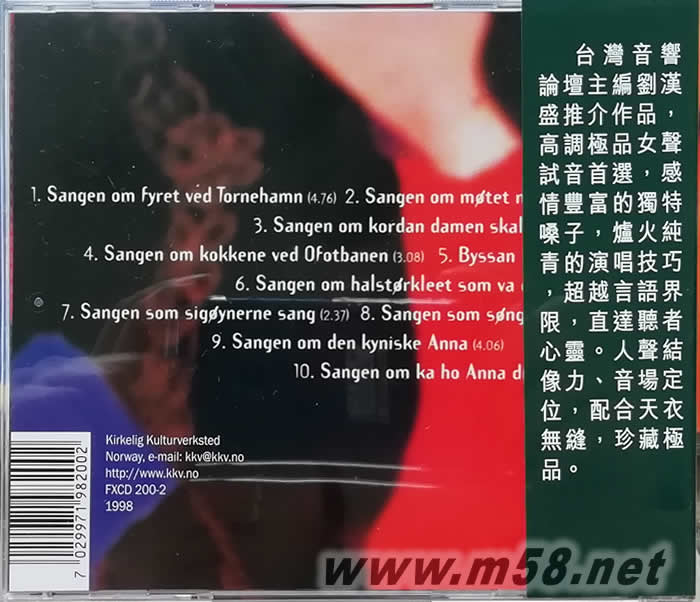 1. Sangen om fyret ved Tornehamn (4.76) 2. Sangen om møtet
3. Sangen om kordan damen skal
4. Sangen om kokkene ved Ofotbanen (3.08) 5. Byssan
6. Sangen om halstørkleet som va
7. Sangen som sigøynerne sang (2.37) 8. Sangen som
9. Sangen om den kyniske Anna (4.06)
10. Sangen om ka ho Anna
Kirkelig Kulturverksted
Norway, e-mail: kkv@kkv.no
http://www.kkv.no
FXCD 200-2
1998
7 029971 982002
台灣音響
論壇主編劉漢
盛推介作品，
高調極品女聲
試音首選，感
情豐富的獨特
嗓子，爐火純
青的演唱技巧
，超越言語界
限，直達聽者
心靈。人聲結
像力、音場定
位，配合天衣
無縫，珍藏極
品。
www.m58.net